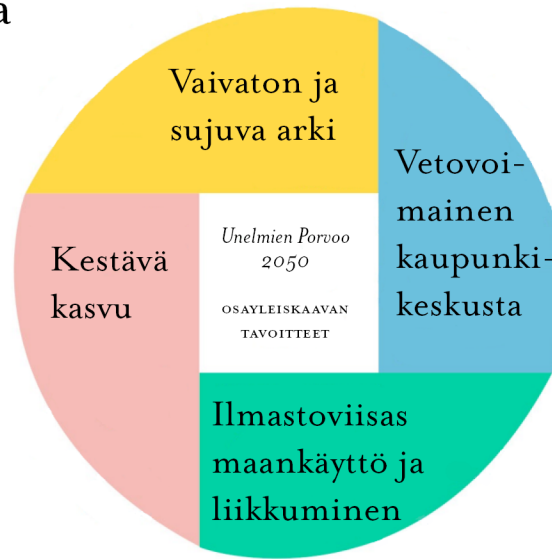 a
Vaivaton ja
sujuva arki
Vetovoi-
mainen
kaupunki-
keskusta
Unelmien Porvoo
2050
OSAYLEISKAAVAN
TAVOITTEET
Kestävä
kasvu
Ilmastoviisas
maankäyttö ja
liikkuminen